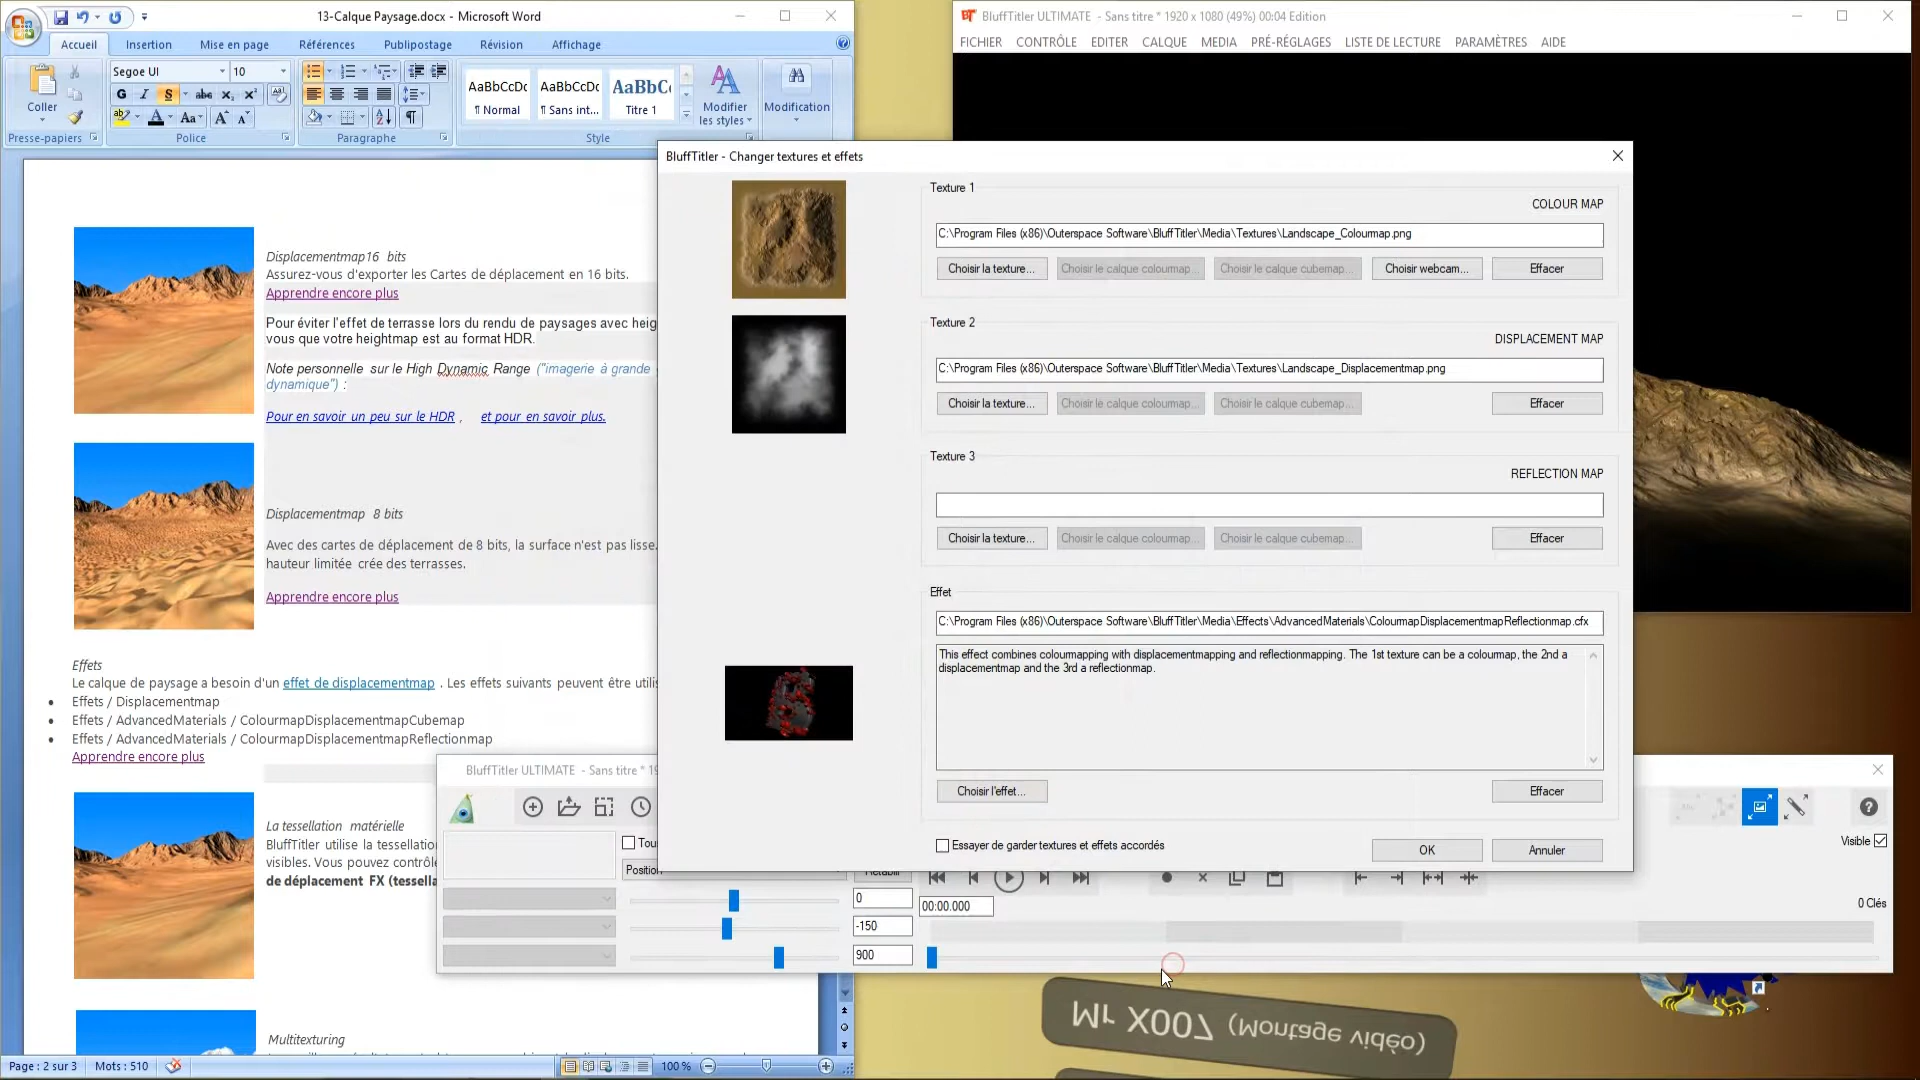 13-Calque Paysage.docx - Microsoft Word
Accueil
Insertion
Mise en page
Références
Publipostage
Révision
Affichage
Coller
Presse-papiers
Segoe UI
10
G I S abc X₂ X²
ab A Aa A A
Police
Paragraphe
AaBbCcDc
¶ Normal
AaBbCcDc
¶ Sans int...
AaBbC
Titre 1
Modifier
les styles
Style
Modification
Displacementmap16 bits
Assurez-vous d'exporter les Cartes de déplacement en 16 bits.
Apprendre encore plus
Pour éviter l'effet de terrasse lors du rendu de paysages avec heig
vous que votre heightmap est au format HDR.
Note personnelle sur le High Dynamic Range ("imagerie à grande
dynamique") :
Pour en savoir un peu sur le HDR , et pour en savoir plus.
Displacementmap 8 bits
Avec des cartes de déplacement de 8 bits, la surface n'est pas lisse.
hauteur limitée crée des terrasses.
Apprendre encore plus
Effets
Le calque de paysage a besoin d'un effet de displacementmap . Les effets suivants peuvent être utilis
• Effets / Displacementmap
• Effets / AdvancedMaterials / ColourmapDisplacementmapCubemap
• Effets / AdvancedMaterials / ColourmapDisplacementmapReflectionmap
Apprendre encore plus
La tessellation matérielle
BluffTitler utilise la tessellation
visibles. Vous pouvez contrôle
de déplacement FX (tessella
Multitexturing
Page : 2 sur 3
Mots : 510
100 %
BluffTitler ULTIMATE - Sans titre * 1920 x 1080 (49%) 00:04 Edition
FICHIER
CONTRÔLE
EDITER
CALQUE
MEDIA
PRÉ-RÉGLAGES
LISTE DE LECTURE
PARAMÈTRES
AIDE
BluffTitler - Changer textures et effets
Texture 1
COLOUR MAP
C:\Program Files (x86)\Outerspace Software\BluffTitler\Media\Textures\Landscape_Colourmap.png
Choisir la texture...
Choisir le calque colourmap...
Choisir le calque cubemap...
Choisir webcam...
Effacer
Texture 2
DISPLACEMENT MAP
C:\Program Files (x86)\Outerspace Software\BluffTitler\Media\Textures\Landscape_Displacementmap.png
Choisir la texture...
Choisir le calque colourmap...
Choisir le calque cubemap...
Effacer
Texture 3
REFLECTION MAP
Choisir la texture...
Choisir le calque colourmap...
Choisir le calque cubemap...
Effacer
Effet
C:\Program Files (x86)\Outerspace Software\BluffTitler\Media\Effects\AdvancedMaterials\ColourmapDisplacementmapReflectionmap.cfx
This effect combines colourmapping with displacementmapping and reflectionmapping. The 1st texture can be a colourmap, the 2nd a
displacementmap and the 3rd a reflectionmap.
Choisir l'effet...
Effacer
Essayer de garder textures et effets accordés
OK
Annuler
BluffTitler ULTIMATE - Sans titre * 19
Tou
Position
Rétablir
0
-150
900
00:00.000
Visible
0 Clés
Mr X007 (Montage vidéo)